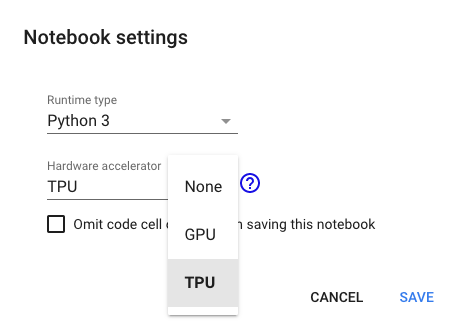 Notebook settings
Runtime type
Python 3
Hardware accelerator
TPU
None
GPU
TPU
Omit code cell saving this notebook
CANCEL SAVE